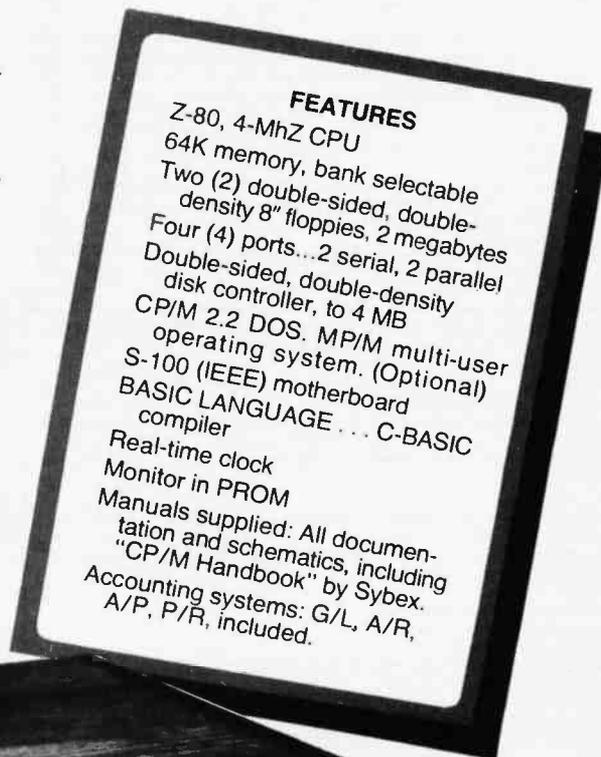 FEATURES
Z-80, 4-MhZ CPU
64K memory, bank selectable
Two (2) double-sided, double-
density 8" floppies, 2 megabytes
Four (4) ports...2 serial, 2 parallel
Double-sided, double-density
disk controller, to 4 MB
CP/M 2.2 DOS. MP/M multi-user
operating system. (Optional)
S-100 (IEEE) motherboard
BASIC LANGUAGE . . . C-BASIC
compiler
Real-time clock
Monitor in PROM
Manuals supplied: All documen-
tation and schematics, including
"CP/M Handbook" by Sybex.
Accounting systems: G/L, A/R,
A/P, P/R, included.